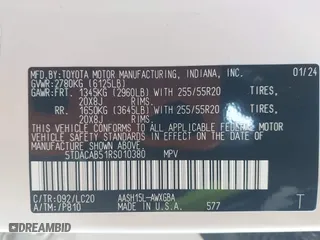 MFD.BY:TOYOTA MOTOR MANUFACTURING, INDIANA, INC. 01/24
GVWR:2780KG (6125LB)
GAWR:FRT. 1345KG (2960LB) WITH 255/55R20 TIRES,
20X8J RIMS.
RR. 1650KG (3645LB) WITH 255/55R20 TIRES,
20X8J RIMS.
THIS VEHICLE CONFORMS TO ALL APPLICABLE
FEDERAL MOTOR VEHICLE SAFETY STANDARDS
IN EFFECT ON THE DATE OF
MANUFACTURE SHOWN ABOVE.
5TDACAB51RS010380 MPV
C/TR:092/LC20 AASH15L-AWXGBA
A/TM:/P810 MADE IN U.S.A. 577 T